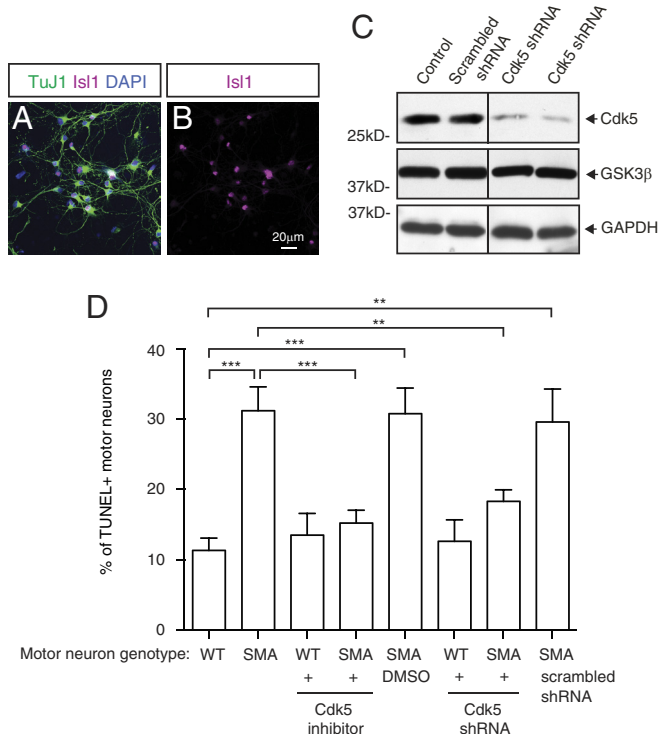 TuJ1 Isl1 DAPI
Isl1
A
B
20μm
C
Control
Scrambled
shRNA
Cdk5 shRNA
Cdk5 shRNA
25kD-
Cdk5
37kD-
GSK3β
37kD-
GAPDH
D
**
**
***
***
***
% of TUNEL+ motor neurons
40
30
20
10
0
Motor neuron genotype: WT SMA WT SMA SMA WT SMA SMA
+ + DMSO + + scrambled
shRNA
Cdk5
inhibitor
Cdk5
shRNA